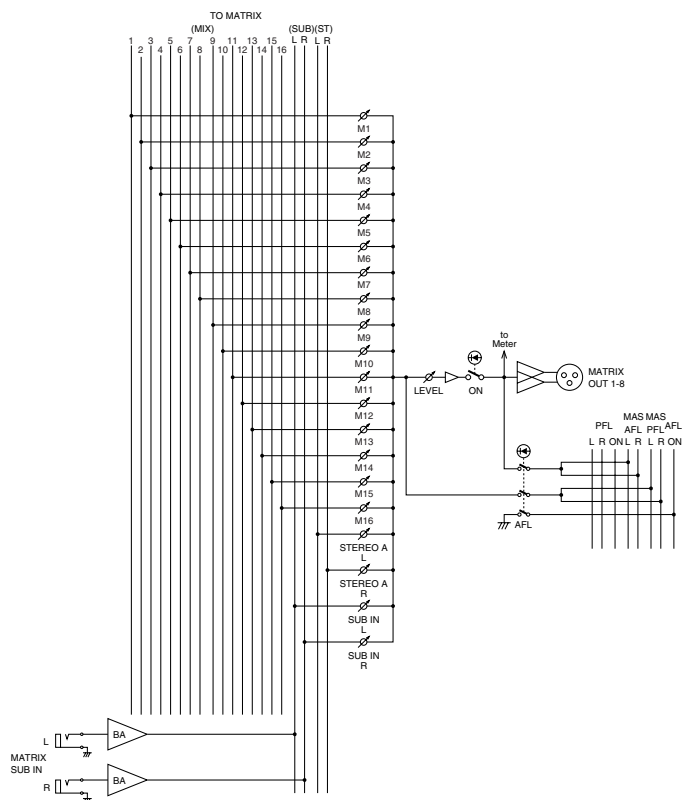 TO MATRIX
(MIX) (SUB)(ST)
1 3 5 7 9 11 13 15 L R L R
2 4 6 8 10 12 14 16
M1
M2
M3
M4
M5
M6
M7
M8
M9
M10
M11
M12
M13
M14
M15
M16
STEREO A
L
STEREO A
R
SUB IN
L
SUB IN
R
to
Meter
LEVEL
ON
MATRIX
OUT 1-8
MAS MAS
PFL AFL PFL AFL
L R ON L R L R ON
AFL
MATRIX
SUB IN
L
BA
R
BA